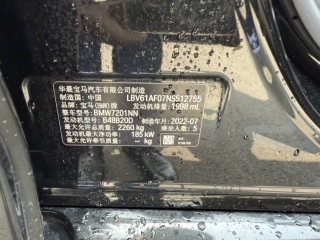 华晨宝马汽车有限公司制造
制造国：中国 LBV61AF07NS512755
品牌：宝马(BMW)牌 发动机排量：1998 ml
整车型号：BMW7201NN
发动机型号：B48B20D 制造年月：2022-07
最大允许总质量：2260 kg 乘坐人数：5
发动机最大净功率：185 kW
最大允许牵引质量：- kg